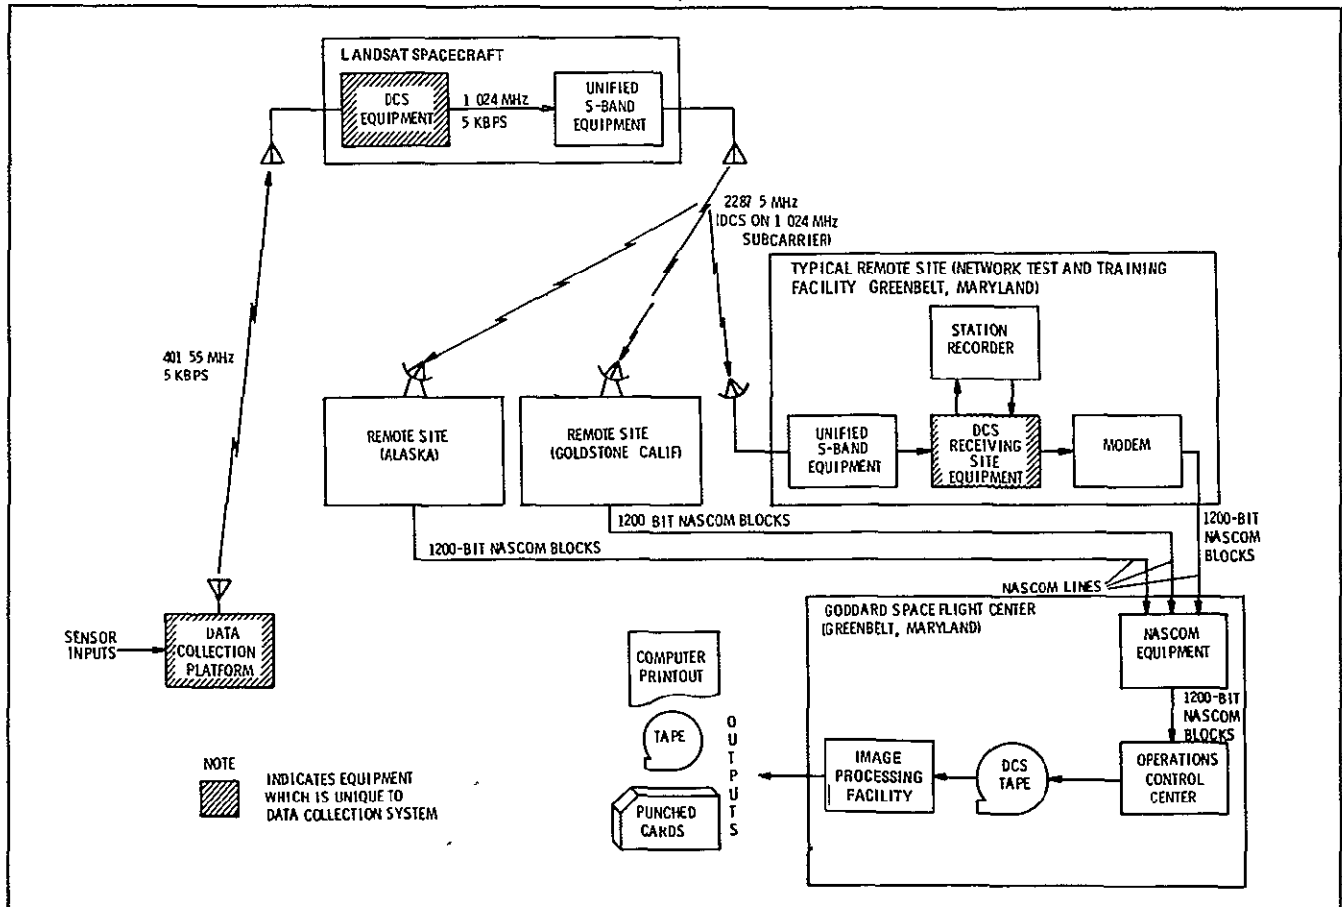 LANDSAT SPACECRAFT
DCS
EQUIPMENT
1 024 MHz
5 KBPS
UNIFIED
S-BAND
EQUIPMENT
2287 5 MHz
(DCS ON 1 024 MHz
SUBCARRIER)
401 55 MHz
5 KBPS
TYPICAL REMOTE SITE (NETWORK TEST AND TRAINING
FACILITY GREENBELT, MARYLAND)
STATION
RECORDER
REMOTE SITE
(ALASKA)
REMOTE SITE
(GOLDSTONE CALIF)
UNIFIED
S-BAND
EQUIPMENT
DCS
RECEIVING
SITE
EQUIPMENT
MODEM
1200 BIT NASCOM BLOCKS
1200-BIT NASCOM BLOCKS
1200-BIT
NASCOM
BLOCKS
NASCOM LINES
GODDARD SPACE FLIGHT CENTER
(GREENBELT, MARYLAND)
SENSOR
INPUTS
DATA
COLLECTION
PLATFORM
COMPUTER
PRINTOUT
TAPE
PUNCHED
CARDS
OUTPUTS
NASCOM
EQUIPMENT
1200-BIT
NASCOM
BLOCKS
IMAGE
PROCESSING
FACILITY
DCS
TAPE
OPERATIONS
CONTROL
CENTER
NOTE
INDICATES EQUIPMENT
WHICH IS UNIQUE TO
DATA COLLECTION SYSTEM